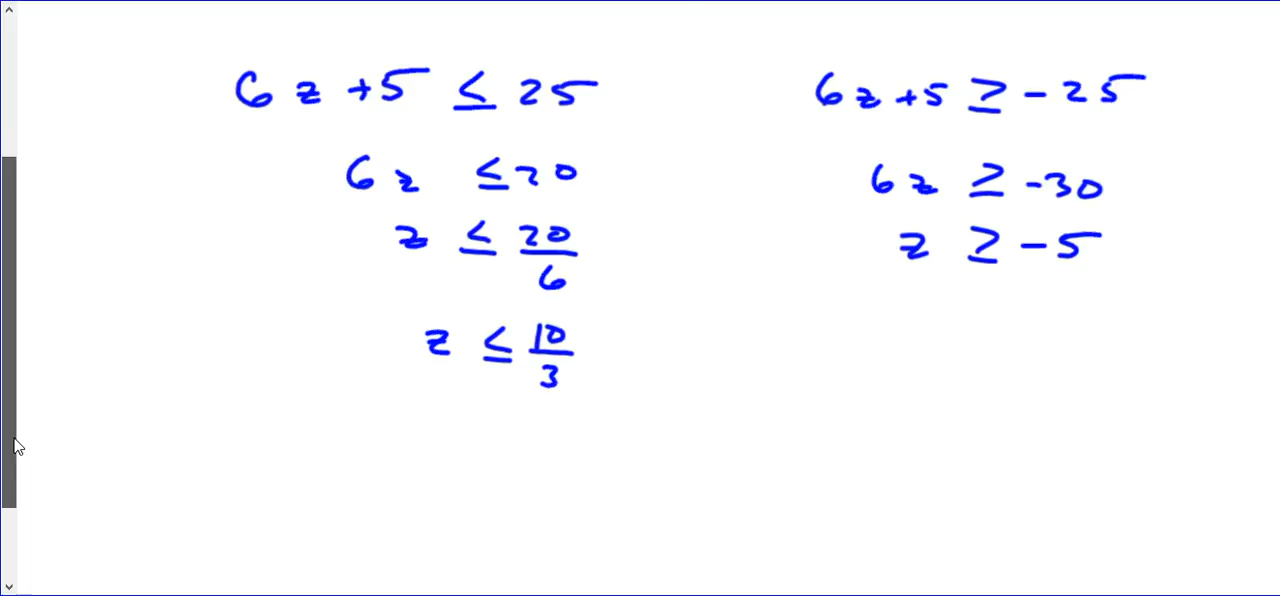 6z+5 ≤ 25
6z ≤ 20
z ≤ 20/6
z ≤ 10/3
6z+5 ≥ -25
6z ≥ -30
z ≥ -5